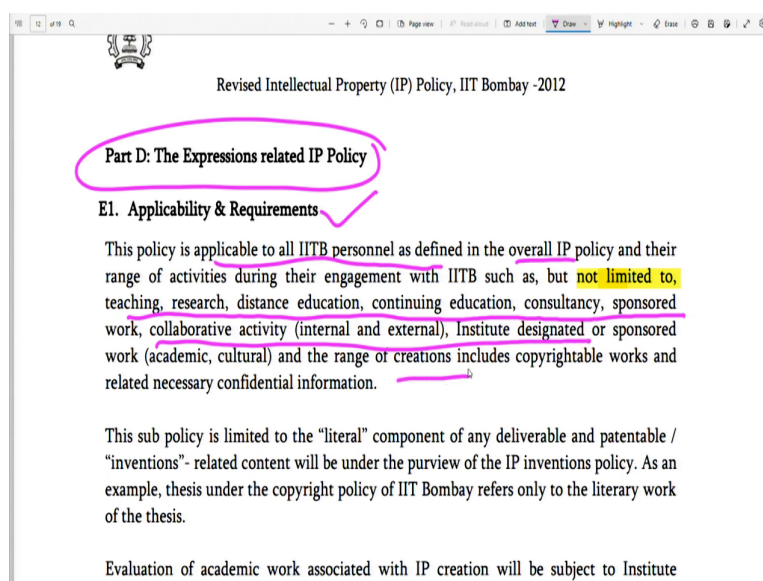 12 of 19
Page view Read aloud Add text Draw Highlight Erase
Revised Intellectual Property (IP) Policy, IIT Bombay -2012
Part D: The Expressions related IP Policy
E1. Applicability & Requirements
This policy is applicable to all IITB personnel as defined in the overall IP policy and their
range of activities during their engagement with IITB such as, but not limited to,
teaching, research, distance education, continuing education, consultancy, sponsored
work, collaborative activity (internal and external), Institute designated or sponsored
work (academic, cultural) and the range of creations includes copyrightable works and
related necessary confidential information.
This sub policy is limited to the “literal” component of any deliverable and patentable /
“inventions”- related content will be under the purview of the IP inventions policy. As an
example, thesis under the copyright policy of IIT Bombay refers only to the literary work
of the thesis.
Evaluation of academic work associated with IP creation will be subject to Institute